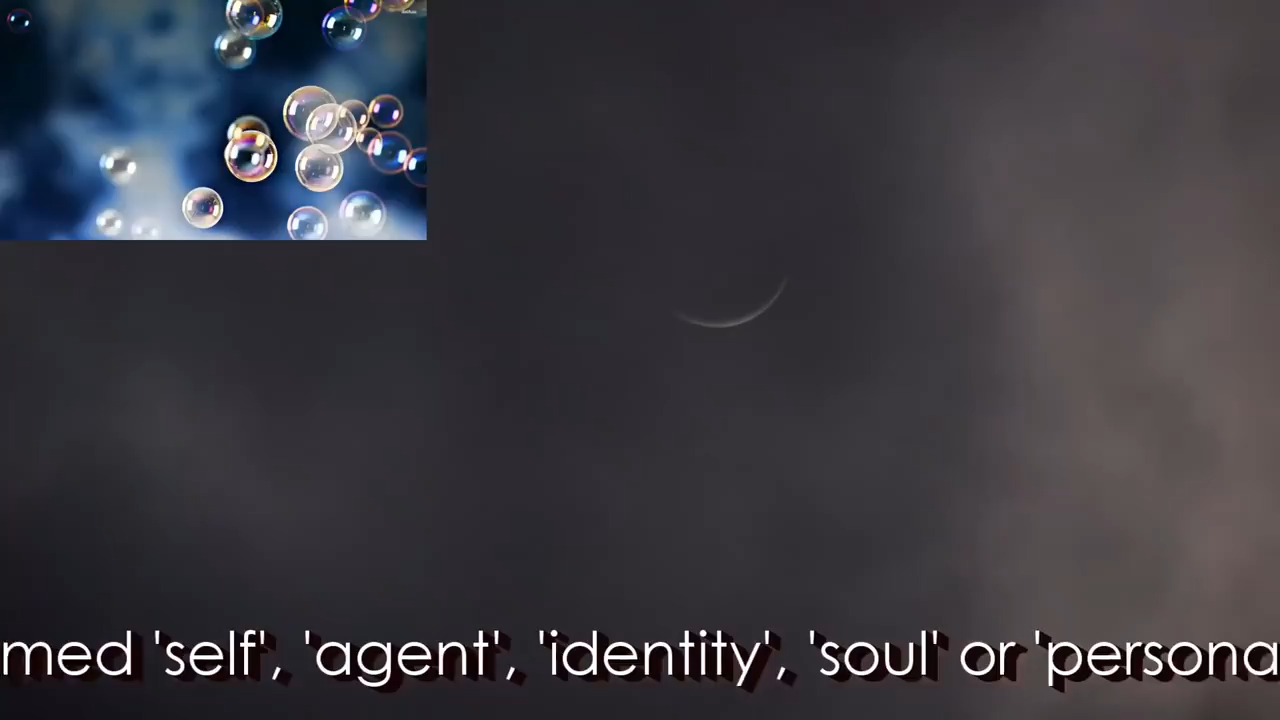 med 'self', 'agent', 'identity', 'soul' or 'persona